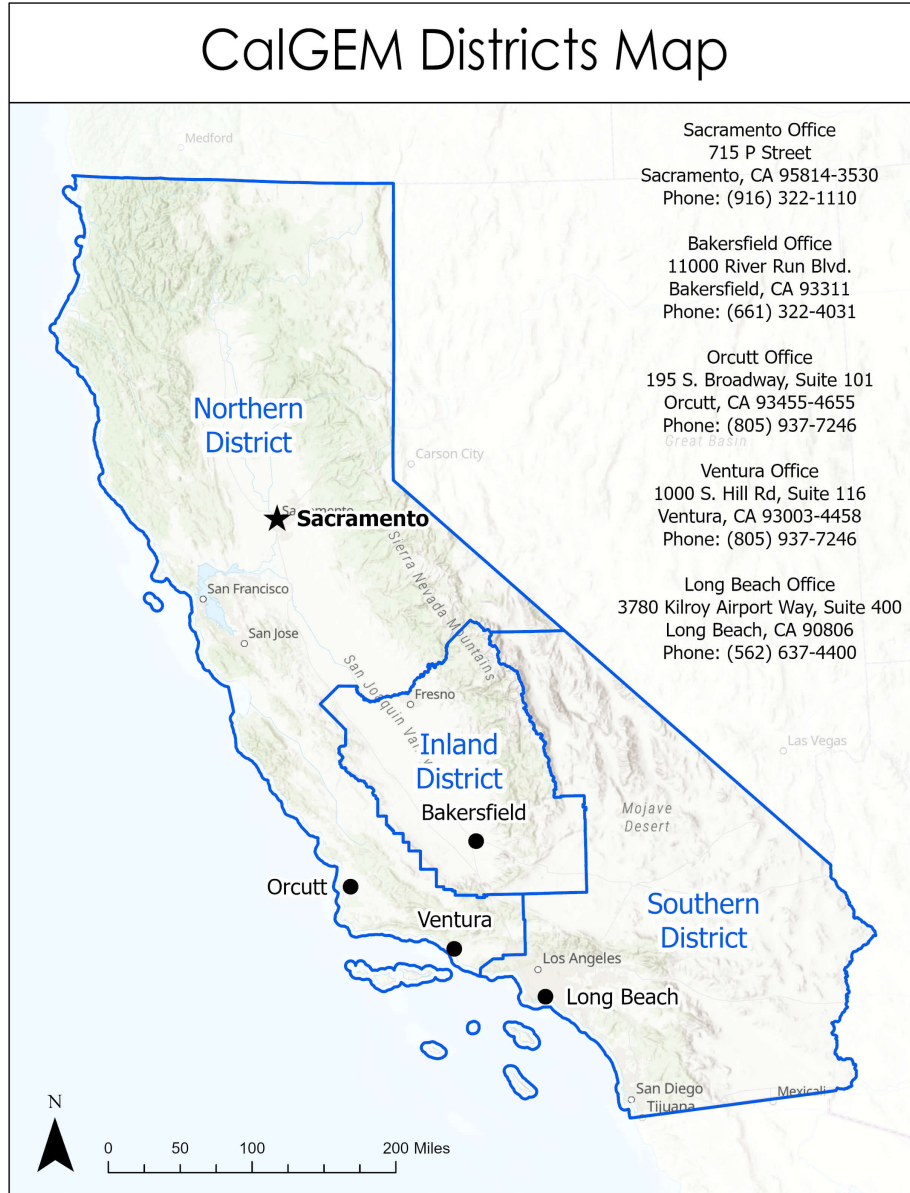 CalGEM Districts Map
Medford
Sacramento Office
715 P Street
Sacramento, CA 95814-3530
Phone: (916) 322-1110
Bakersfield Office
11000 River Run Blvd.
Bakersfield, CA 93311
Phone: (661) 322-4031
Orcutt Office
195 S. Broadway, Suite 101
Orcutt, CA 93455-4655
Phone: (805) 937-7246
Great Basin
Ventura Office
1000 S. Hill Rd, Suite 116
Ventura, CA 93003-4458
Phone: (805) 937-7246
Long Beach Office
3780 Kilroy Airport Way, Suite 400
Long Beach, CA 90806
Phone: (562) 637-4400
Northern
District
Carson City
Sacramento
Sacramento
Sierra Nevada Mountains
San Francisco
San Jose
San Joaquin Valley
Fresno
Inland
District
Las Vegas
Bakersfield
Mojave
Desert
Orcutt
Ventura
Southern
District
Los Angeles
Long Beach
San Diego
Tijuana
Mexicali
N
0 50 100 200 Miles